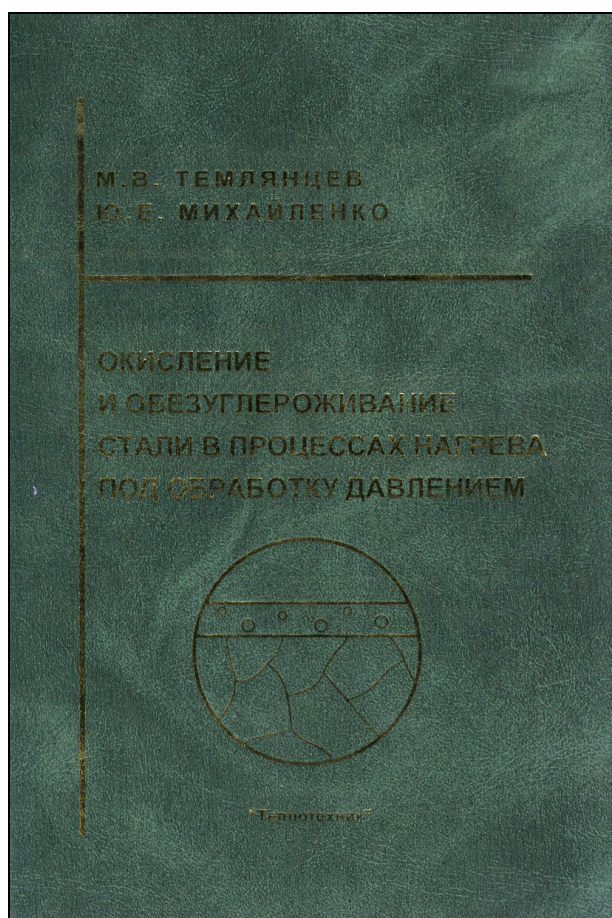 М.В. ТЕМЛЯНЦЕВ
Ю.Е. МИХАЙЛЕНКО
ОКИСЛЕНИЕ
И ОБЕЗУГЛЕРОЖИВАНИЕ
СТАЛИ В ПРОЦЕССАХ НАГРЕВА
ПОД ОБРАБОТКУ ДАВЛЕНИЕМ
"Теплотехник"